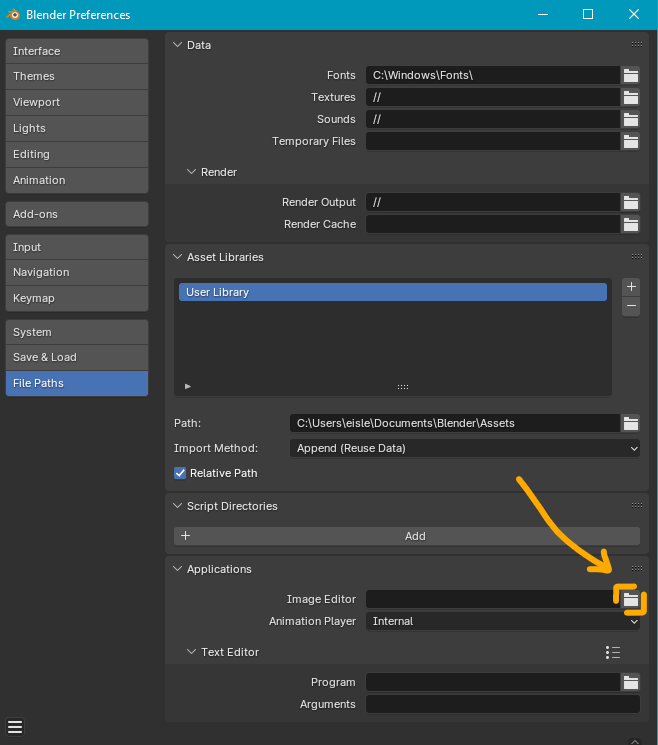 Blender Preferences
Interface
Themes
Viewport
Lights
Editing
Animation
Add-ons
Input
Navigation
Keymap
System
Save & Load
File Paths
Data
Fonts C:\Windows\Fonts\
Textures //
Sounds //
Temporary Files
Render
Render Output //
Render Cache
Asset Libraries
User Library
Path: C:\Users\eisle\Documents\Blender\Assets
Import Method: Append (Reuse Data)
Relative Path
Script Directories
Add
Applications
Image Editor
Animation Player Internal
Text Editor
Program
Arguments